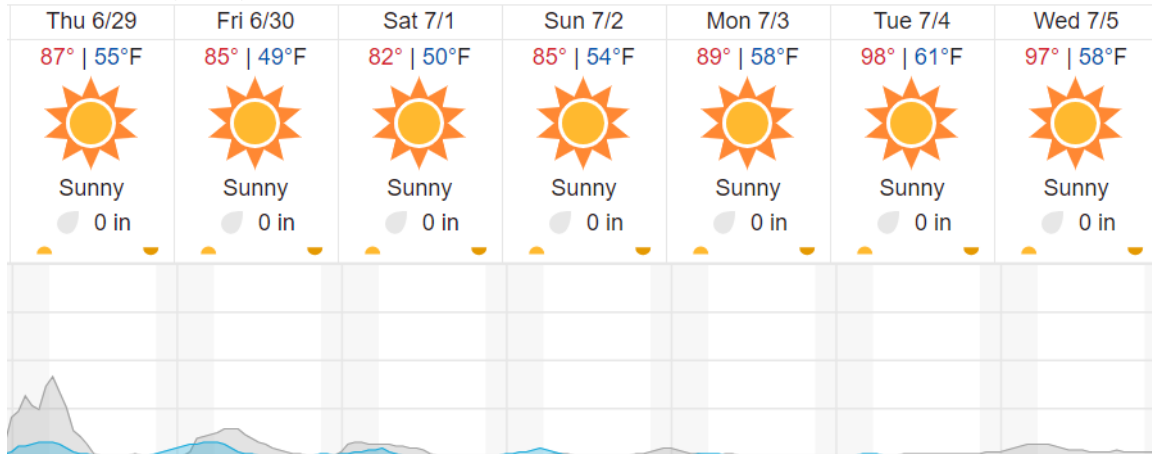 Thu 6/29 Fri 6/30 Sat 7/1 Sun 7/2 Mon 7/3 Tue 7/4 Wed 7/5
87° | 55°F 85° | 49°F 82° | 50°F 85° | 54°F 89° | 58°F 98° | 61°F 97° | 58°F
Sunny Sunny Sunny Sunny Sunny Sunny Sunny
0 in 0 in 0 in 0 in 0 in 0 in 0 in